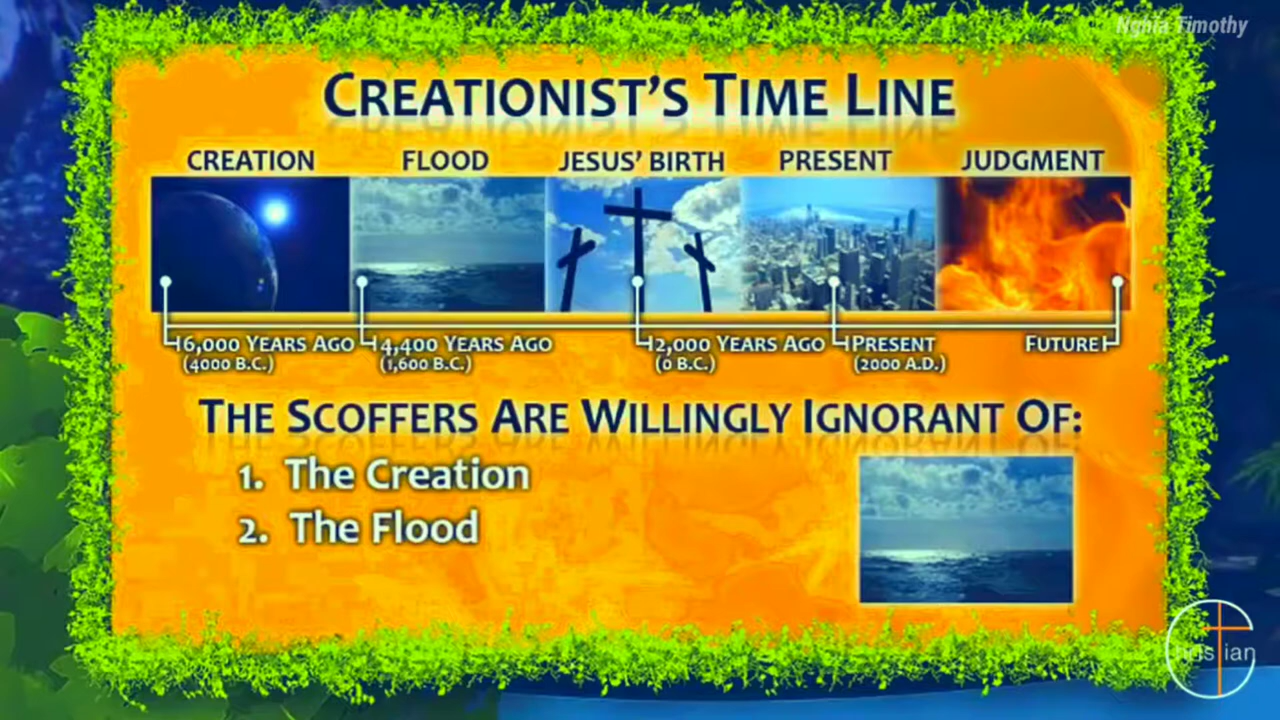 Nghia Timothy
CREATIONIST'S TIME LINE
CREATION FLOOD JESUS' BIRTH PRESENT JUDGMENT
6,000 YEARS AGO 4,400 YEARS AGO 2,000 YEARS AGO PRESENT FUTURE
(4000 B.C.) (1,600 B.C.) (0 B.C.) (2000 A.D.)
THE SCOFFERS ARE WILLINGLY IGNORANT OF:
1. The Creation
2. The Flood
Christian